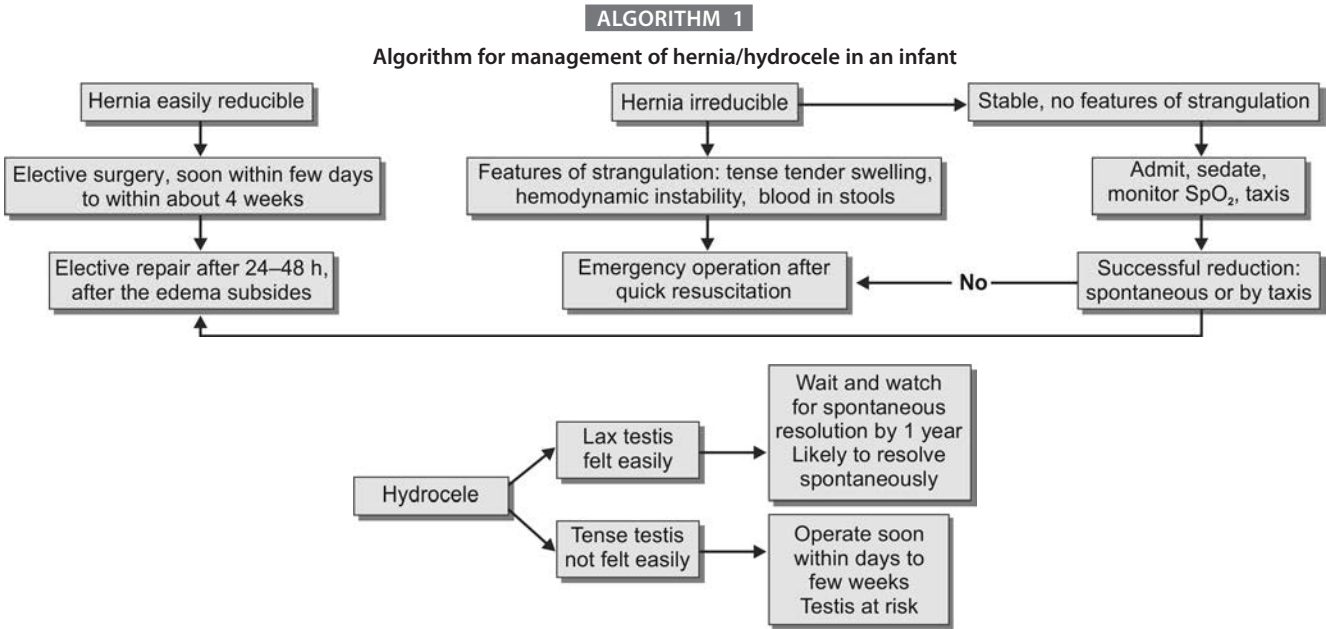 ALGORITHM 1
Algorithm for management of hernia/hydrocele in an infant
Hernia easily reducible
Elective surgery, soon within few days
to within about 4 weeks
Elective repair after 24–48 h,
after the edema subsides
Hernia irreducible
Features of strangulation: tense tender swelling,
hemodynamic instability, blood in stools
Emergency operation after
quick resuscitation
Stable, no features of strangulation
Admit, sedate,
monitor SpO₂, taxis
Successful reduction:
spontaneous or by taxis
No
Hydrocele
Lax testis
felt easily
Wait and watch
for spontaneous
resolution by 1 year
Likely to resolve
spontaneously
Tense testis
not felt easily
Operate soon
within days to
few weeks
Testis at risk